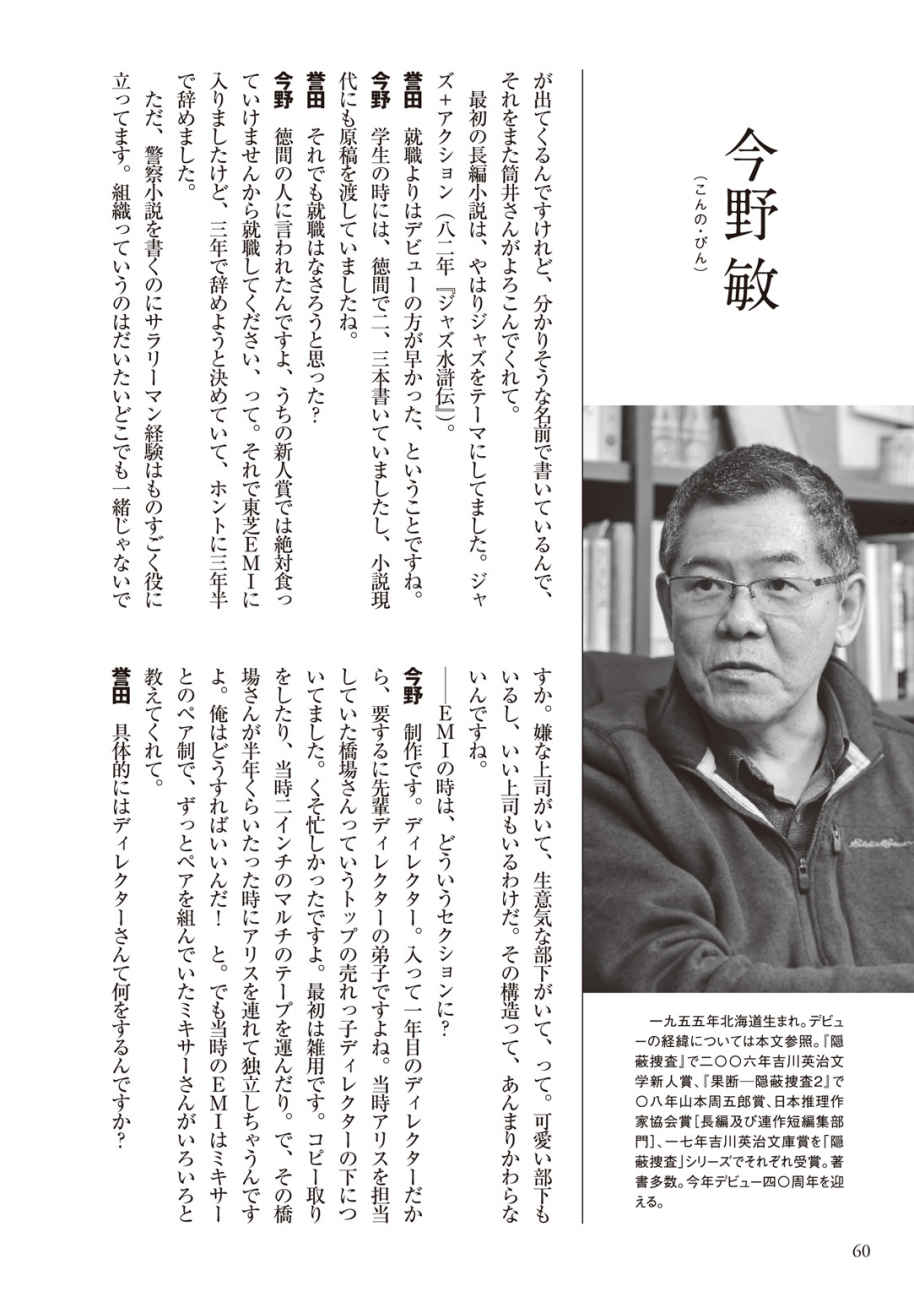 今野 敏
(こんの・びん)
一九五五年北海道生まれ。デビュ
ーの経緯については本文参照。『隠
蔽捜査』で二〇〇六年吉川英治文
学新人賞、『果断―隠蔽捜査2』で
〇八年山本周五郎賞、日本推理作
家協会賞[長編及び連作短編集部
門]、一七年吉川英治文庫賞を「隠
蔽捜査」シリーズでそれぞれ受賞。著
書多数。今年デビュー四〇周年を迎
える。
が出てくるんですけれど、分かりそうな名前で書いているんで、
それをまた筒井さんがよろこんでくれて。
最初の長編小説は、やはりジャズをテーマにしてました。ジャ
ズ+アクション(八二年『ジャズ水滸伝』)。
誉田 就職よりはデビューの方が早かった、ということですね。
今野 学生の時には、徳間で二、三本書いていましたし、小説現
代にも原稿を渡していましたね。
誉田 それでも就職はなさろうと思った?
今野 徳間の人に言われたんですよ、うちの新人賞では絶対食っ
ていけませんから就職してください、って。それで東芝EMIに
入りましたけど、三年で辞めようと決めていて、ホントに三年半
で辞めました。
ただ、警察小説を書くのにサラリーマン経験はものすごく役に
立ってます。組織っていうのはだいたいどこでも一緒じゃないで
すか。嫌な上司がいて、生意気な部下がいて、って。可愛い部下も
いるし、いい上司もいるわけだ。その構造って、あんまりかわらな
いんですね。
――EMIの時は、どういうセクションに?
今野 制作です。ディレクター。入って一年目のディレクターだか
ら、要するに先輩ディレクターの弟子ですよね。当時アリスを担当
していた橋場さんっていうトップの売れっ子ディレクターの下につ
いてました。くそ忙しかったですよ。最初は雑用です。コピー取り
をしたり、当時二インチのマルチのテープを運んだり。で、その橋
場さんが半年くらいたった時にアリスを連れて独立しちゃうんです
よ。俺はどうすればいいんだ! と。でも当時のEMIはミキサー
とのペア制で、ずっとペアを組んでいたミキサーさんがいろいろと
教えてくれて。
誉田 具体的にはディレクターさんて何をするんですか?
Eddie Bauer
60